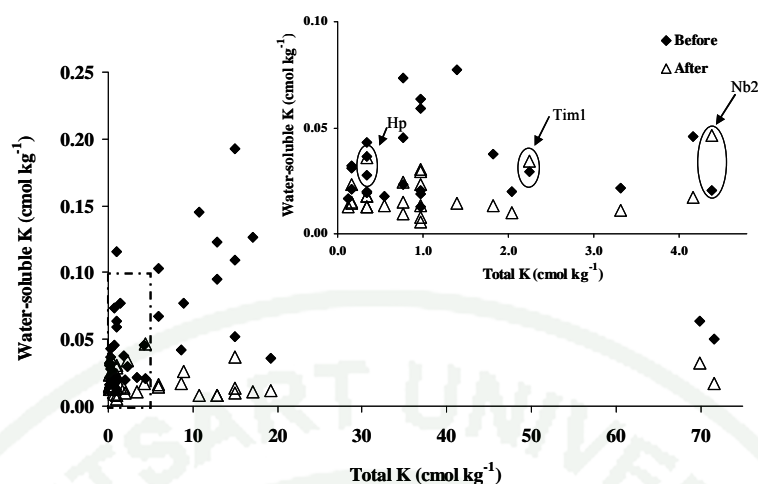 0.10
0.05
0.00
Water-soluble K (cmol kg-1)
Before
After
Hp
Tim1
Nb2
0.0 1.0 2.0 3.0 4.0
Total K (cmol kg-1)
0.25
0.20
0.15
0.10
0.05
0.00
Water-soluble K (cmol kg-1)
0 10 20 30 40 50 60 70
Total K (cmol kg-1)
TSART UNIVE